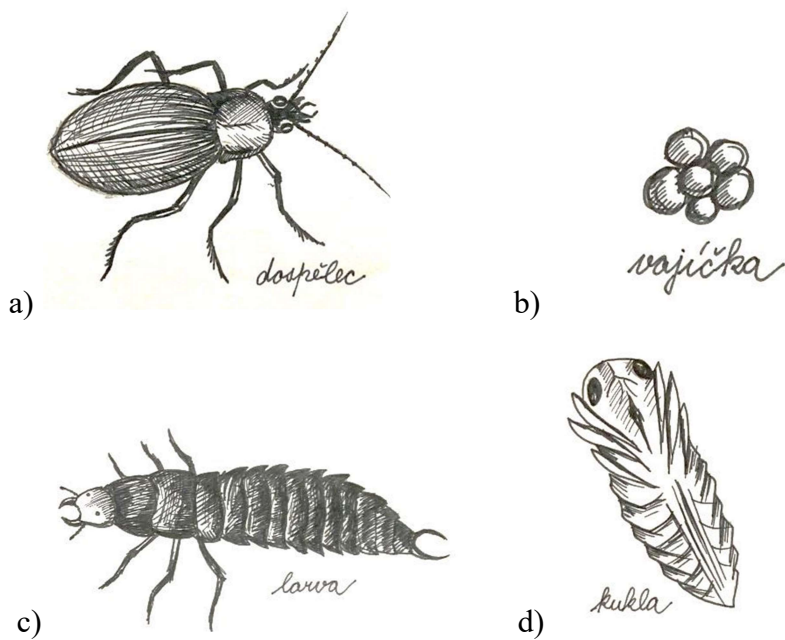 dospělec
a)
vajíčka
b)
larva
c)
kukla
d)